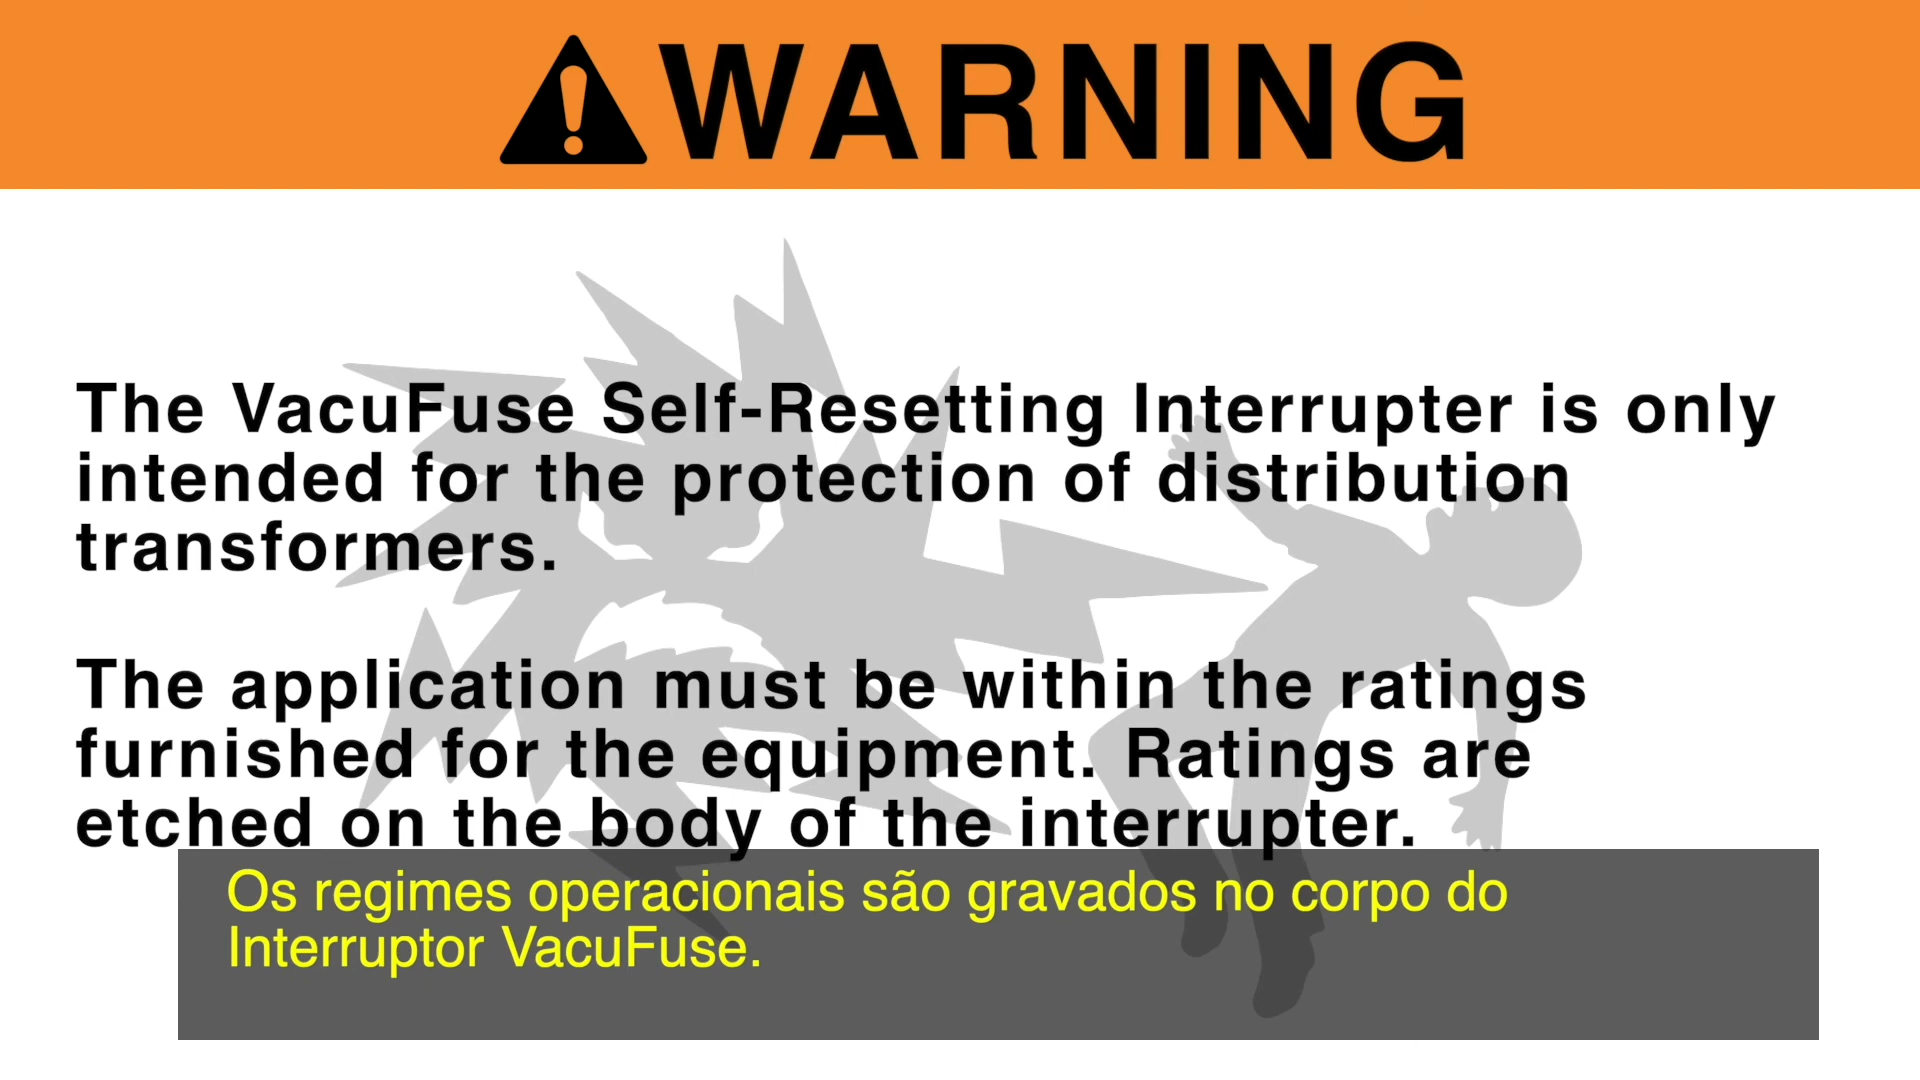 WARNING
The VacuFuse Self-Resetting Interrupter is only
intended for the protection of distribution
transformers.
The application must be within the ratings
furnished for the equipment. Ratings are
etched on the body of the interrupter.
Os regimes operacionais são gravados no corpo do
Interruptor VacuFuse.